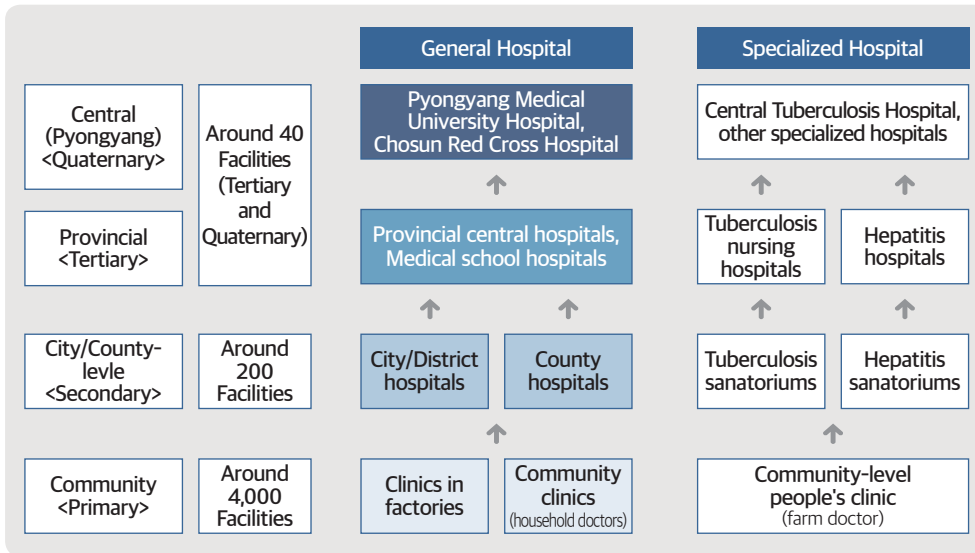 General Hospital
Specialized Hospital
Central
(Pyongyang)
<Quaternary>
Around 40
Facilities
(Tertiary
and
Quaternary)
Pyongyang Medical
University Hospital,
Chosun Red Cross Hospital
Central Tuberculosis Hospital,
other specialized hospitals
Provincial
<Tertiary>
Provincial central hospitals,
Medical school hospitals
Tuberculosis
nursing
hospitals
Hepatitis
hospitals
City/County-
levle
<Secondary>
Around
200
Facilities
City/District
hospitals
County
hospitals
Tuberculosis
sanatoriums
Hepatitis
sanatoriums
Community
<Primary>
Around
4,000
Facilities
Clinics in
factories
Community
clinics
(household doctors)
Community-level
people's clinic
(farm doctor)